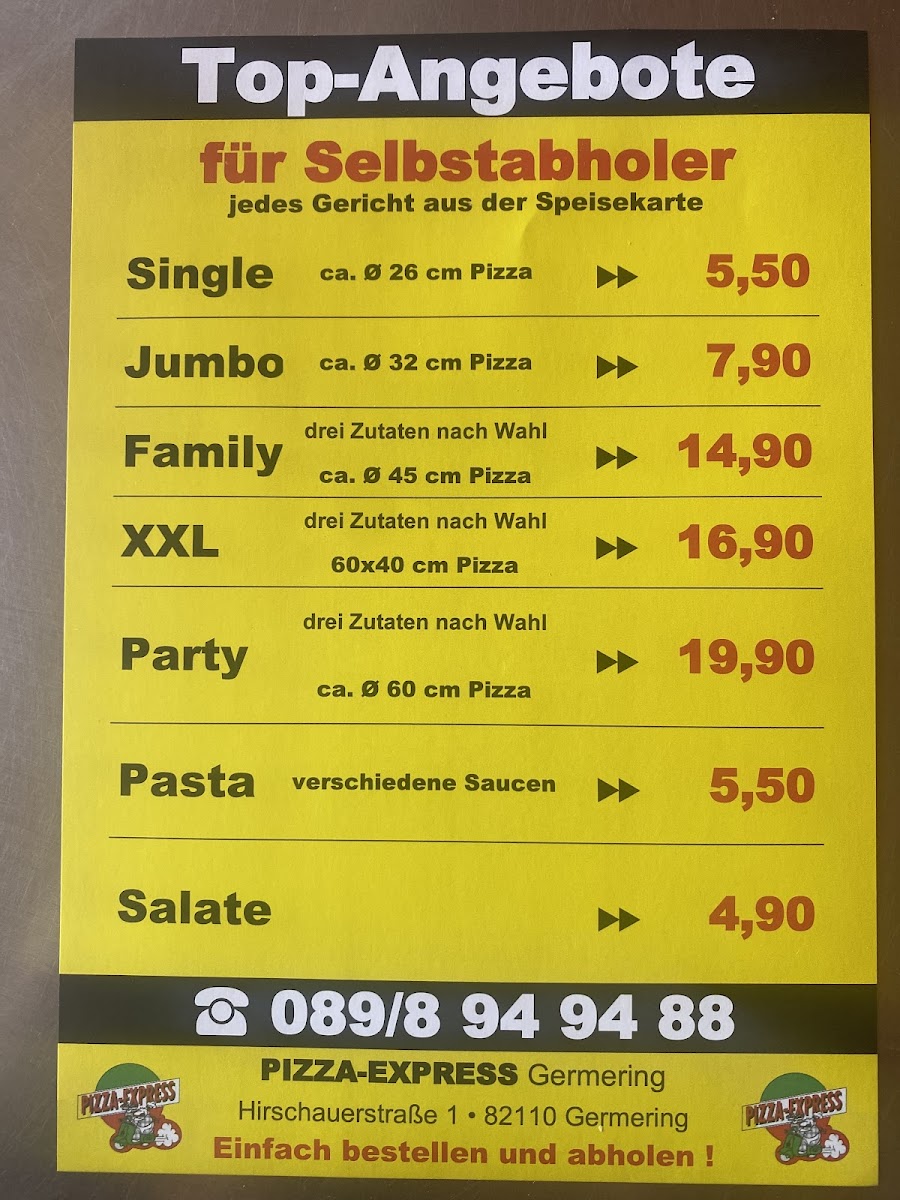 Top-Angebote
für Selbstabholer
jedes Gericht aus der Speisekarte
Single ca. Ø 26 cm Pizza 5,50
Jumbo ca. Ø 32 cm Pizza 7,90
drei Zutaten nach Wahl
Family ca. Ø 45 cm Pizza 14,90
drei Zutaten nach Wahl
XXL 60x40 cm Pizza 16,90
drei Zutaten nach Wahl
Party ca. Ø 60 cm Pizza 19,90
Pasta verschiedene Saucen 5,50
Salate 4,90
☎ 089/8 94 94 88
PIZZA-EXPRESS Germering
Hirschauerstraße 1 • 82110 Germering
Einfach bestellen und abholen !
PIZZA-EXPRESS
PIZZA-EXPRESS